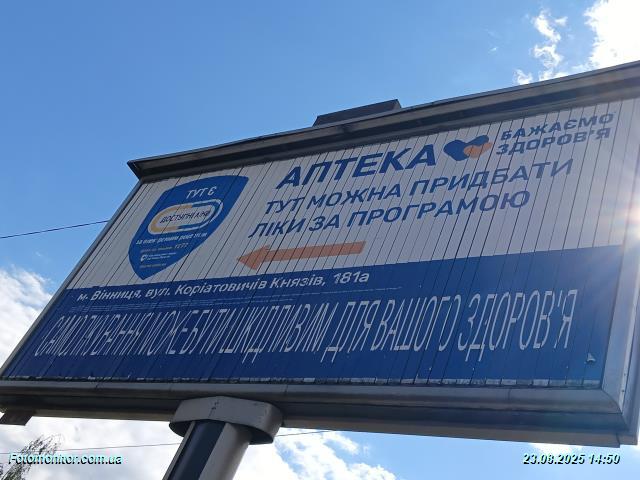 АПТЕКА
БАЖАЄМО
ЗДОРОВ'Я
ТУТ МОЖНА ПРИДБАТИ
ЛІКИ ЗА ПРОГРАМОЮ
ТУТ Є
ДОСТУПНІ ЛІКИ
м. Вінниця, вул. Коріатовичів Князів, 181а
САМОЛІКУВАННЯ МОЖЕ БУТИ ШКІДЛИВИМ ДЛЯ ВАШОГО ЗДОРОВ'Я
Fotomonitor.com.ua
23.08.2025 14:50